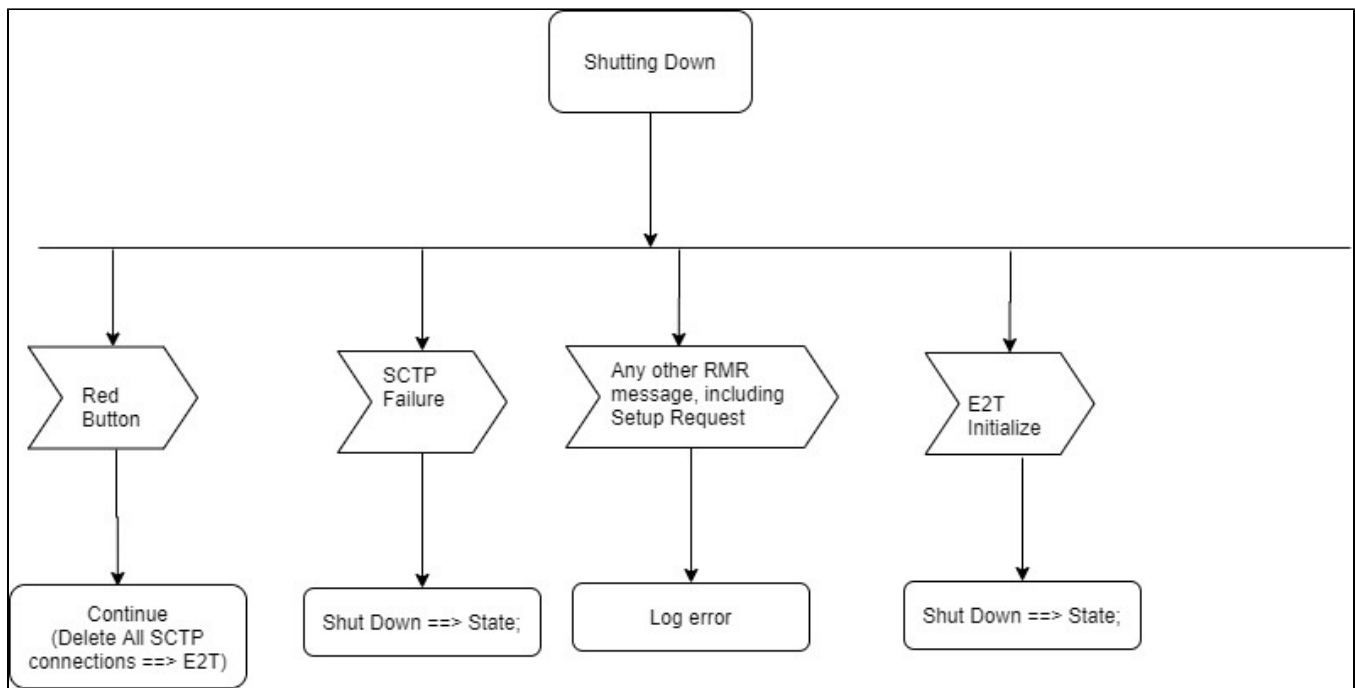 Shutting Down
Red
Button
SCTP
Failure
Any other RMR
message, including
Setup Request
E2T
Initialize
Continue
(Delete All SCTP
connections ==> E2T)
Shut Down ==> State;
Log error
Shut Down ==> State;